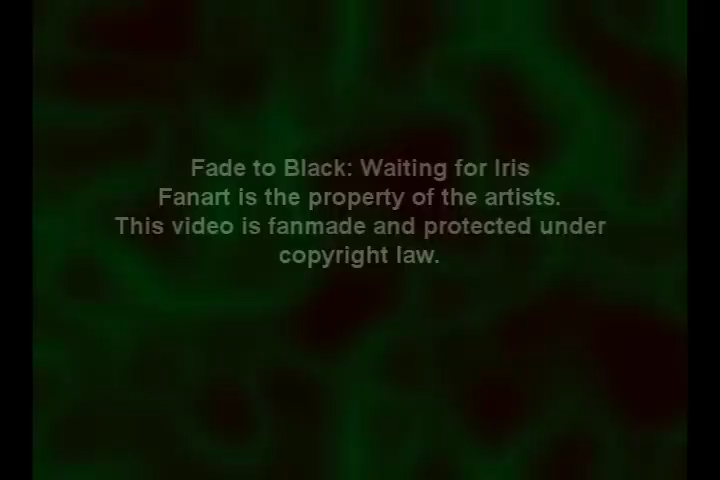 Fade to Black: Waiting for Iris
Fanart is the property of the artists.
This video is fanmade and protected under
copyright law.